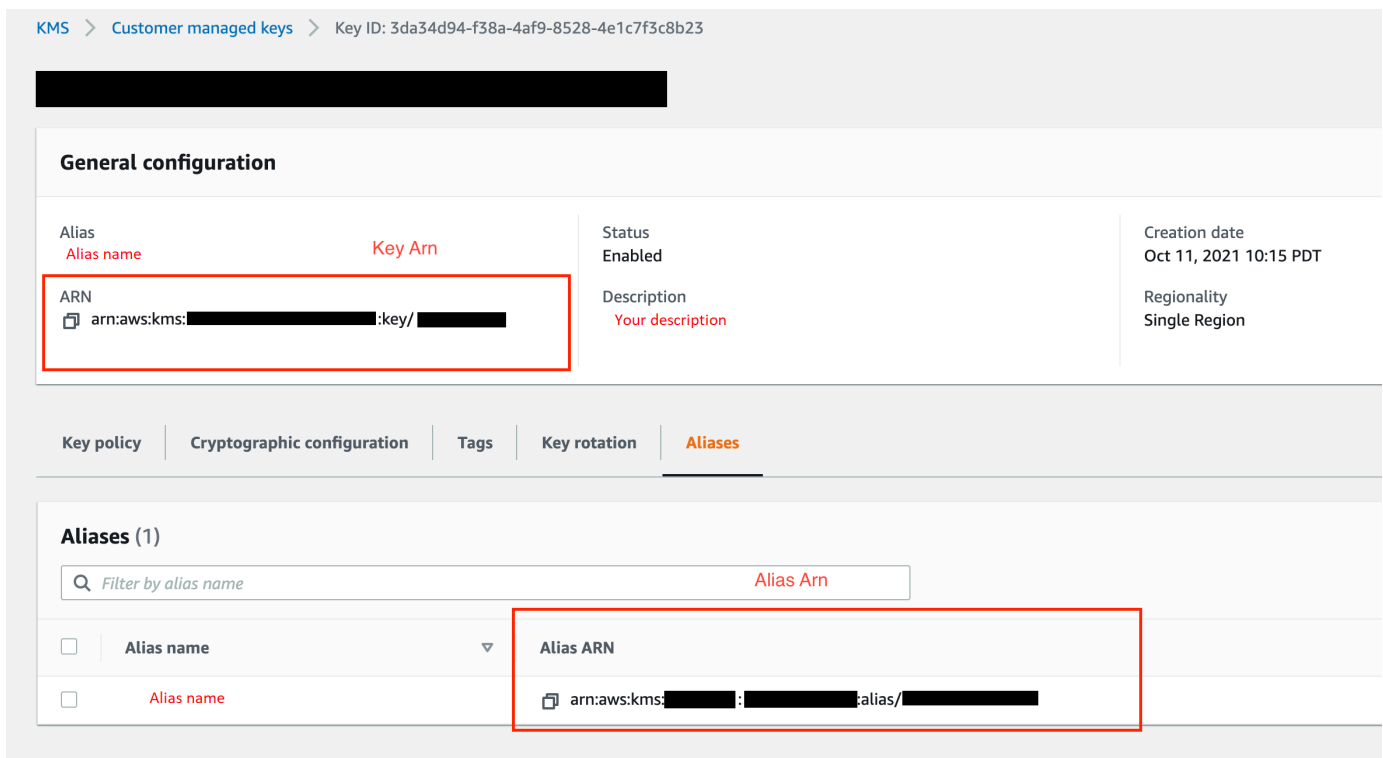 KMS > Customer managed keys > Key ID: 3da34d94-f38a-4af9-8528-4e1c7f3c8b23
General configuration
Alias
Alias name
Key Arn
ARN
arn:aws:kms: :key/
Status
Enabled
Description
Your description
Creation date
Oct 11, 2021 10:15 PDT
Regionality
Single Region
Key policy Cryptographic configuration Tags Key rotation Aliases
Aliases (1)
Filter by alias name
Alias Arn
Alias name Alias ARN
Alias name arn:aws:kms: : :alias/